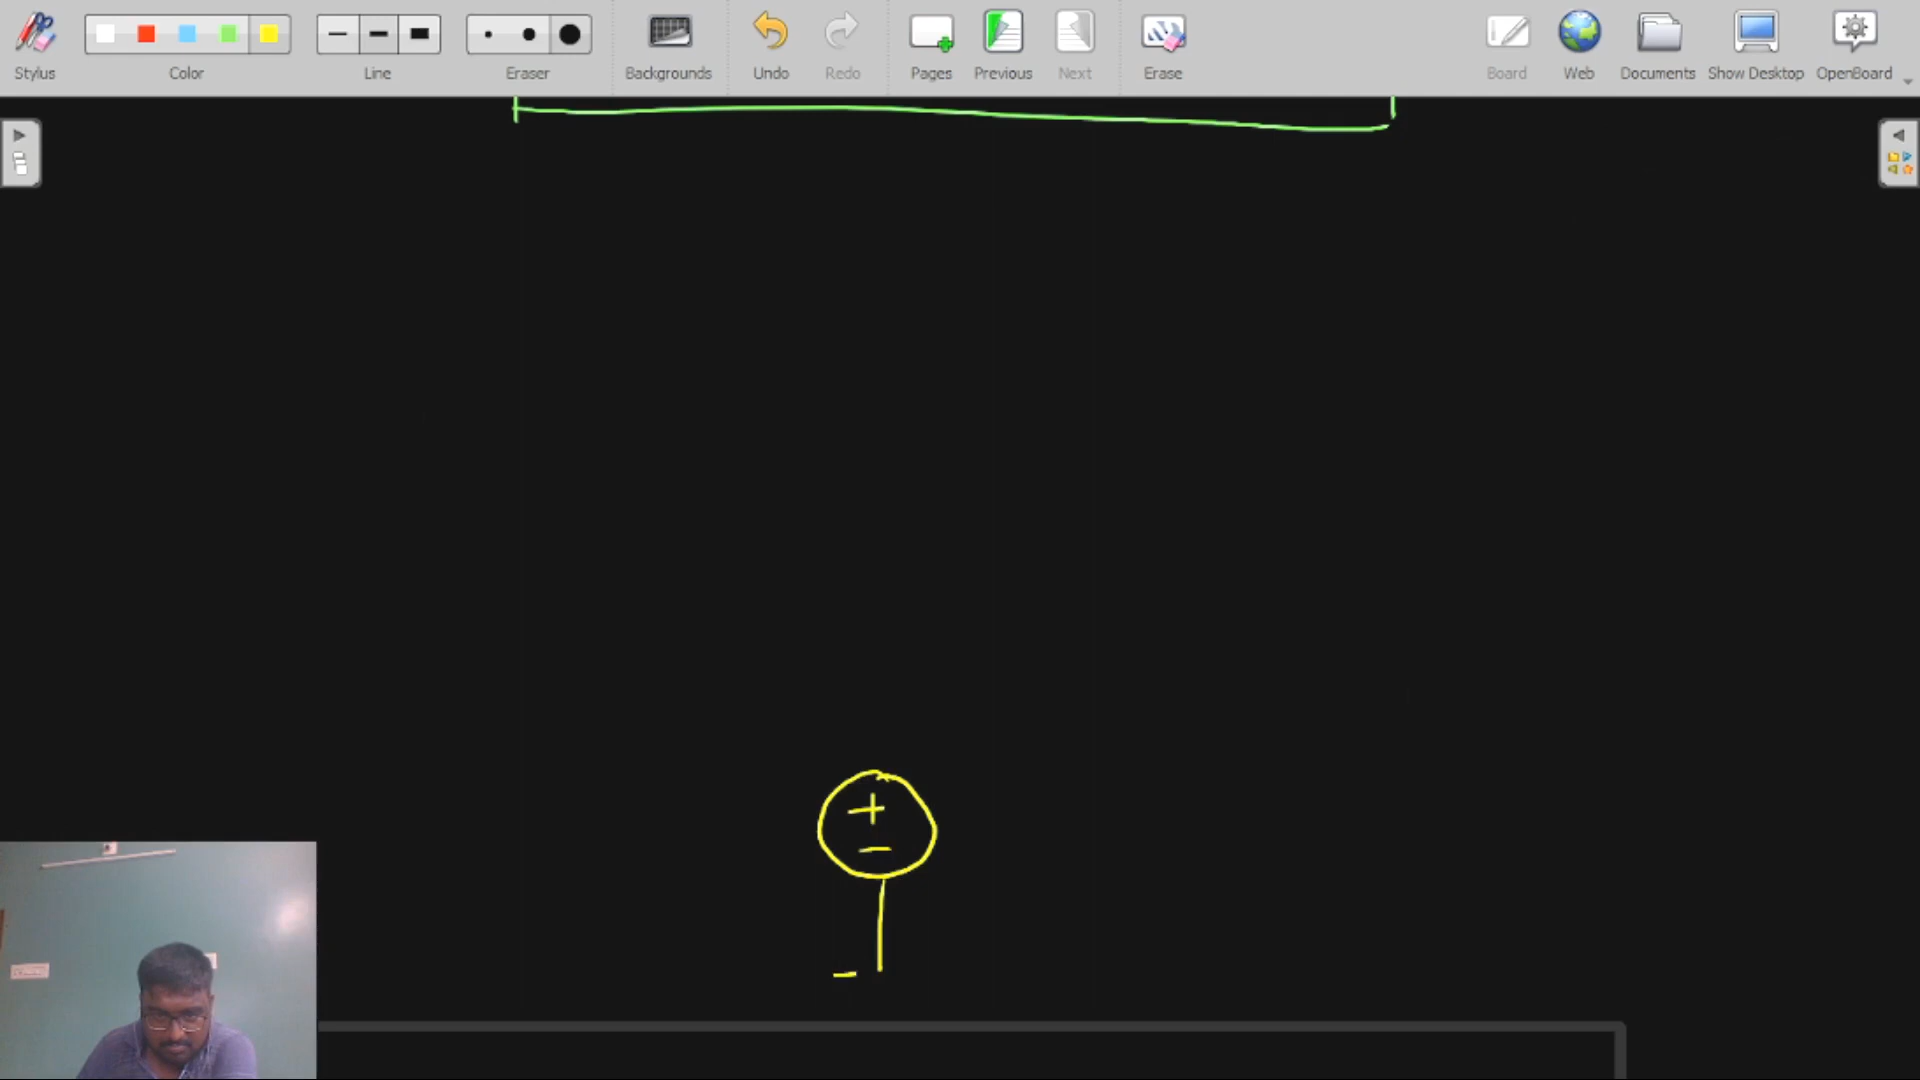 Stylus Color Line Eraser Backgrounds Undo Redo Pages Previous Next Erase Board Web Documents Show Desktop OpenBoard
+
−